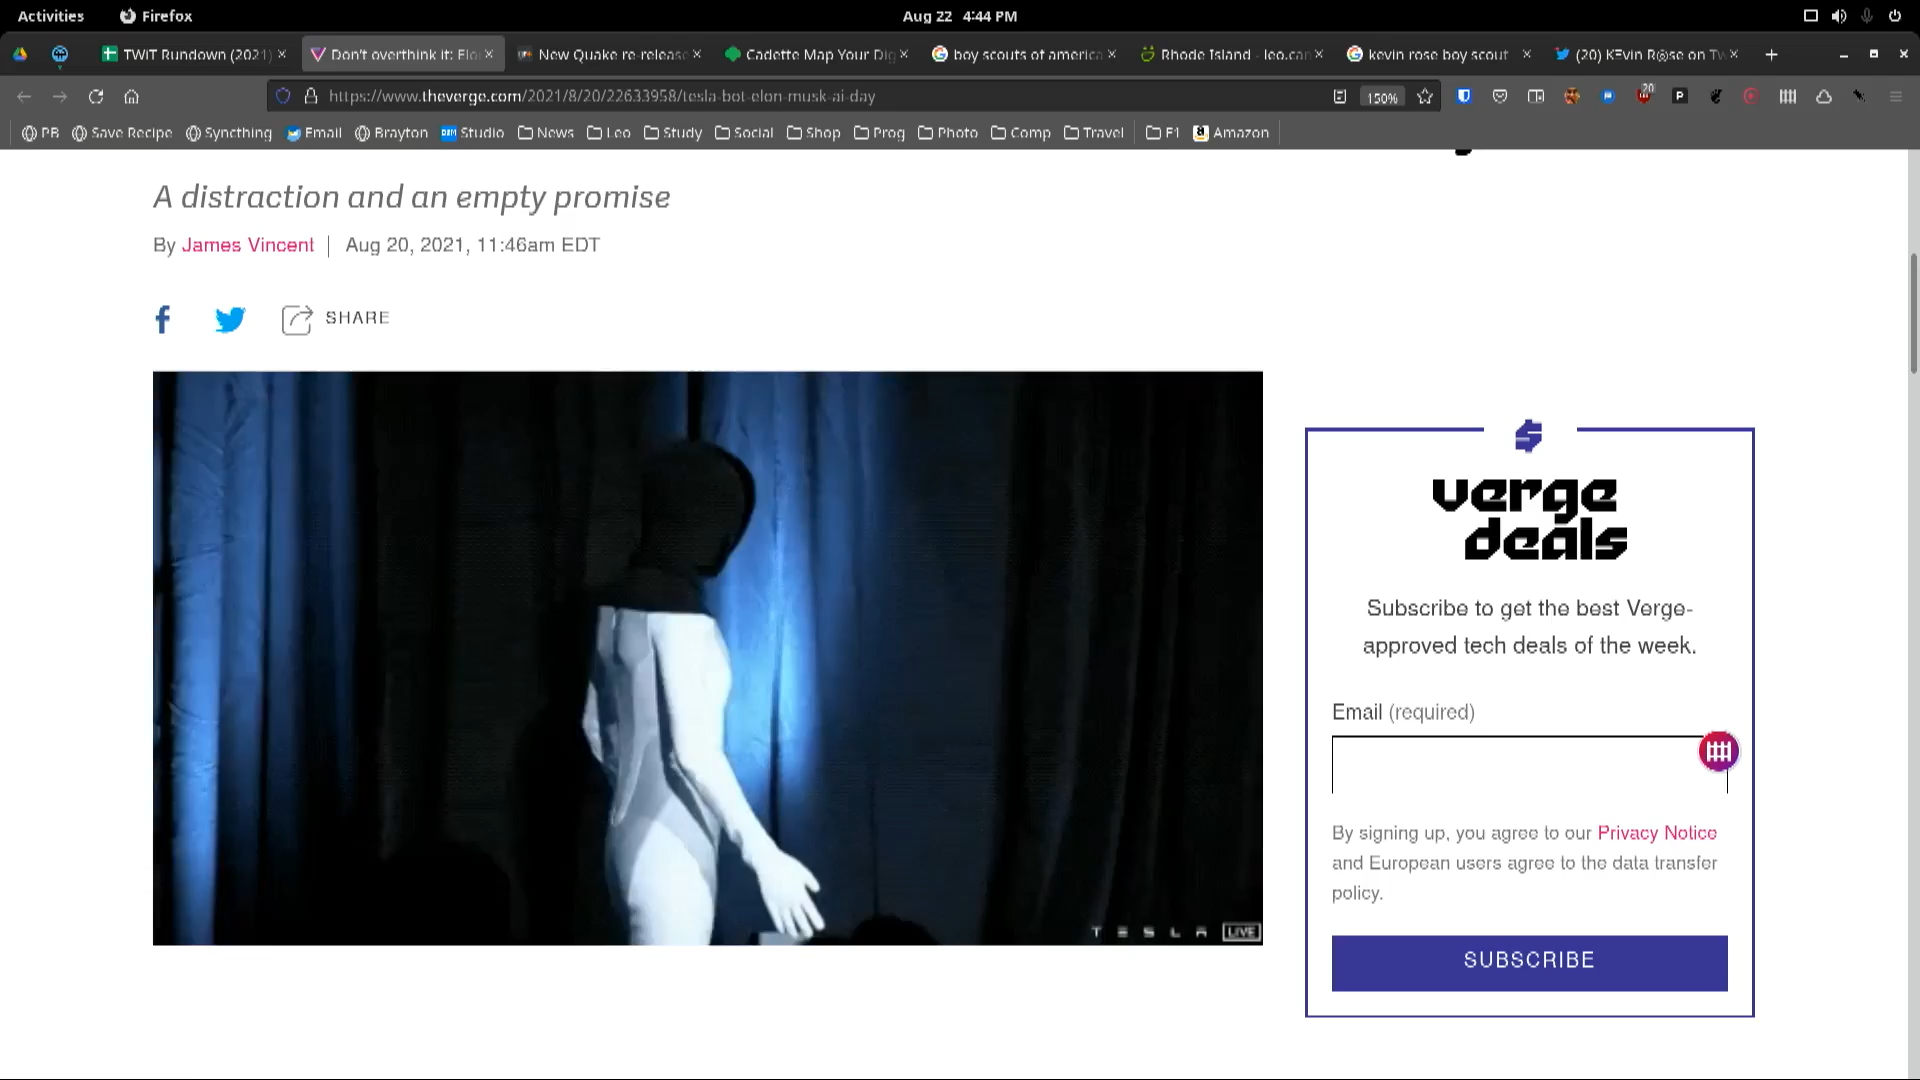 Activities
Firefox
Aug 22 4:44 PM
TWiT Rundown (2021)
Don't overthink it: Elo
New Quake re-release
Cadette Map Your Dig
boy scouts of america
Rhode Island - leo.can
kevin rose boy scout
(20) KΞvin R◎se on Tw
https://www.theverge.com/2021/8/20/22633958/tesla-bot-elon-musk-ai-day
150%
20
PB
Save Recipe
Syncthing
Email
Brayton
Studio
News
Leo
Study
Social
Shop
Prog
Photo
Comp
Travel
F1
Amazon
A distraction and an empty promise
By James Vincent | Aug 20, 2021, 11:46am EDT
SHARE
TESLA LIVE
verge
deals
Subscribe to get the best Verge-
approved tech deals of the week.
Email (required)
By signing up, you agree to our Privacy Notice
and European users agree to the data transfer
policy.
SUBSCRIBE